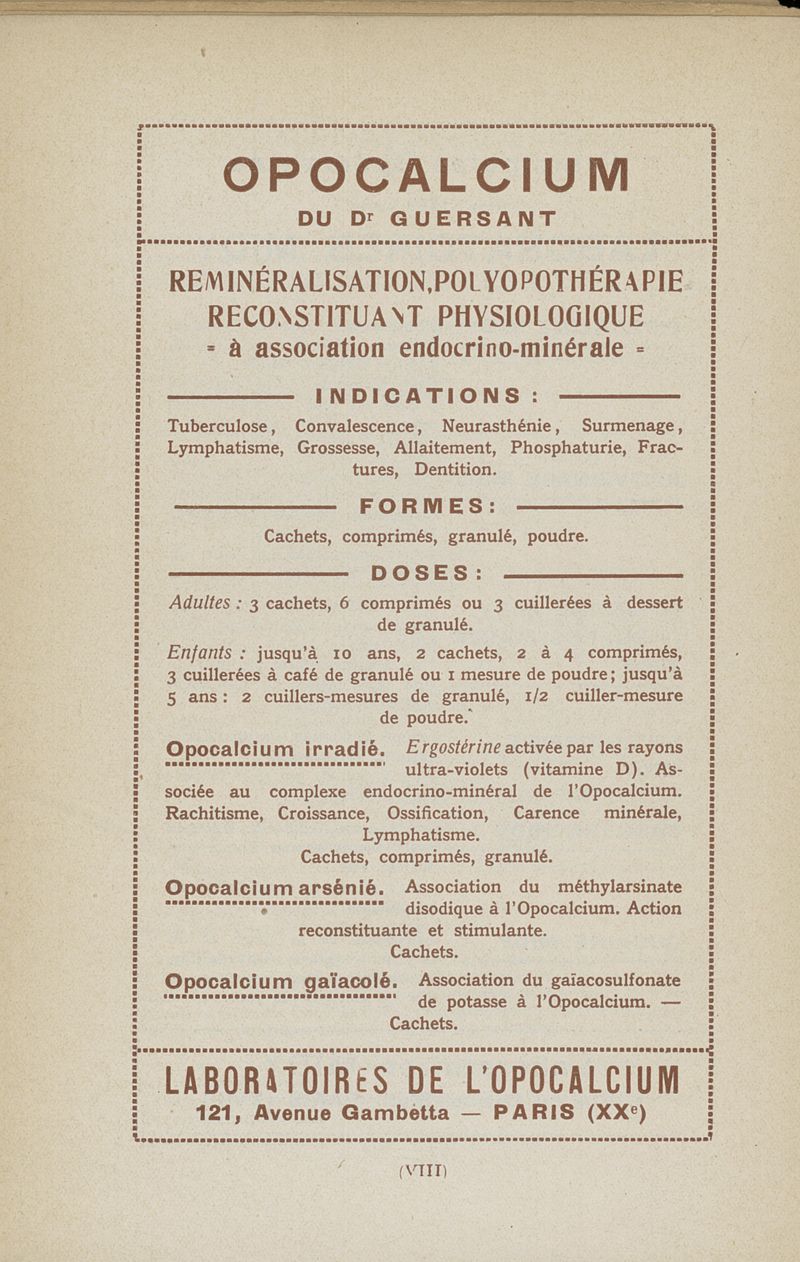 OPOCALCIUM
DU Dr GUERSANT
REMINÉRALISATION, POLYOPOTHÉRAPIE
RECONSTITUANT PHYSIOLOGIQUE
= à association endocrino-minérale =
INDICATIONS :
Tuberculose, Convalescence, Neurasthénie, Surmenage,
Lymphatisme, Grossesse, Allaitement, Phosphaturie, Frac-
tures, Dentition.
FORMES :
Cachets, comprimés, granulé, poudre.
DOSES :
Adultes : 3 cachets, 6 comprimés ou 3 cuillerées à dessert
de granulé.
Enfants : jusqu'à 10 ans, 2 cachets, 2 à 4 comprimés,
3 cuillerées à café de granulé ou 1 mesure de poudre; jusqu'à
5 ans : 2 cuillers-mesures de granulé, 1/2 cuiller-mesure
de poudre.
Opocalcium irradié. Ergostérine activée par les rayons
ultra-violets (vitamine D). As-
sociée au complexe endocrino-minéral de l'Opocalcium.
Rachitisme, Croissance, Ossification, Carence minérale,
Lymphatisme.
Cachets, comprimés, granulé.
Opocalcium arsénié. Association du méthylarsinate
disodique à l'Opocalcium. Action
reconstituante et stimulante.
Cachets.
Opocalcium gaïacolé. Association du gaïacosulfonate
de potasse à l'Opocalcium. —
Cachets.
LABORATOIRES DE L'OPOCALCIUM
121, Avenue Gambetta — PARIS (XXe)
(VIII)